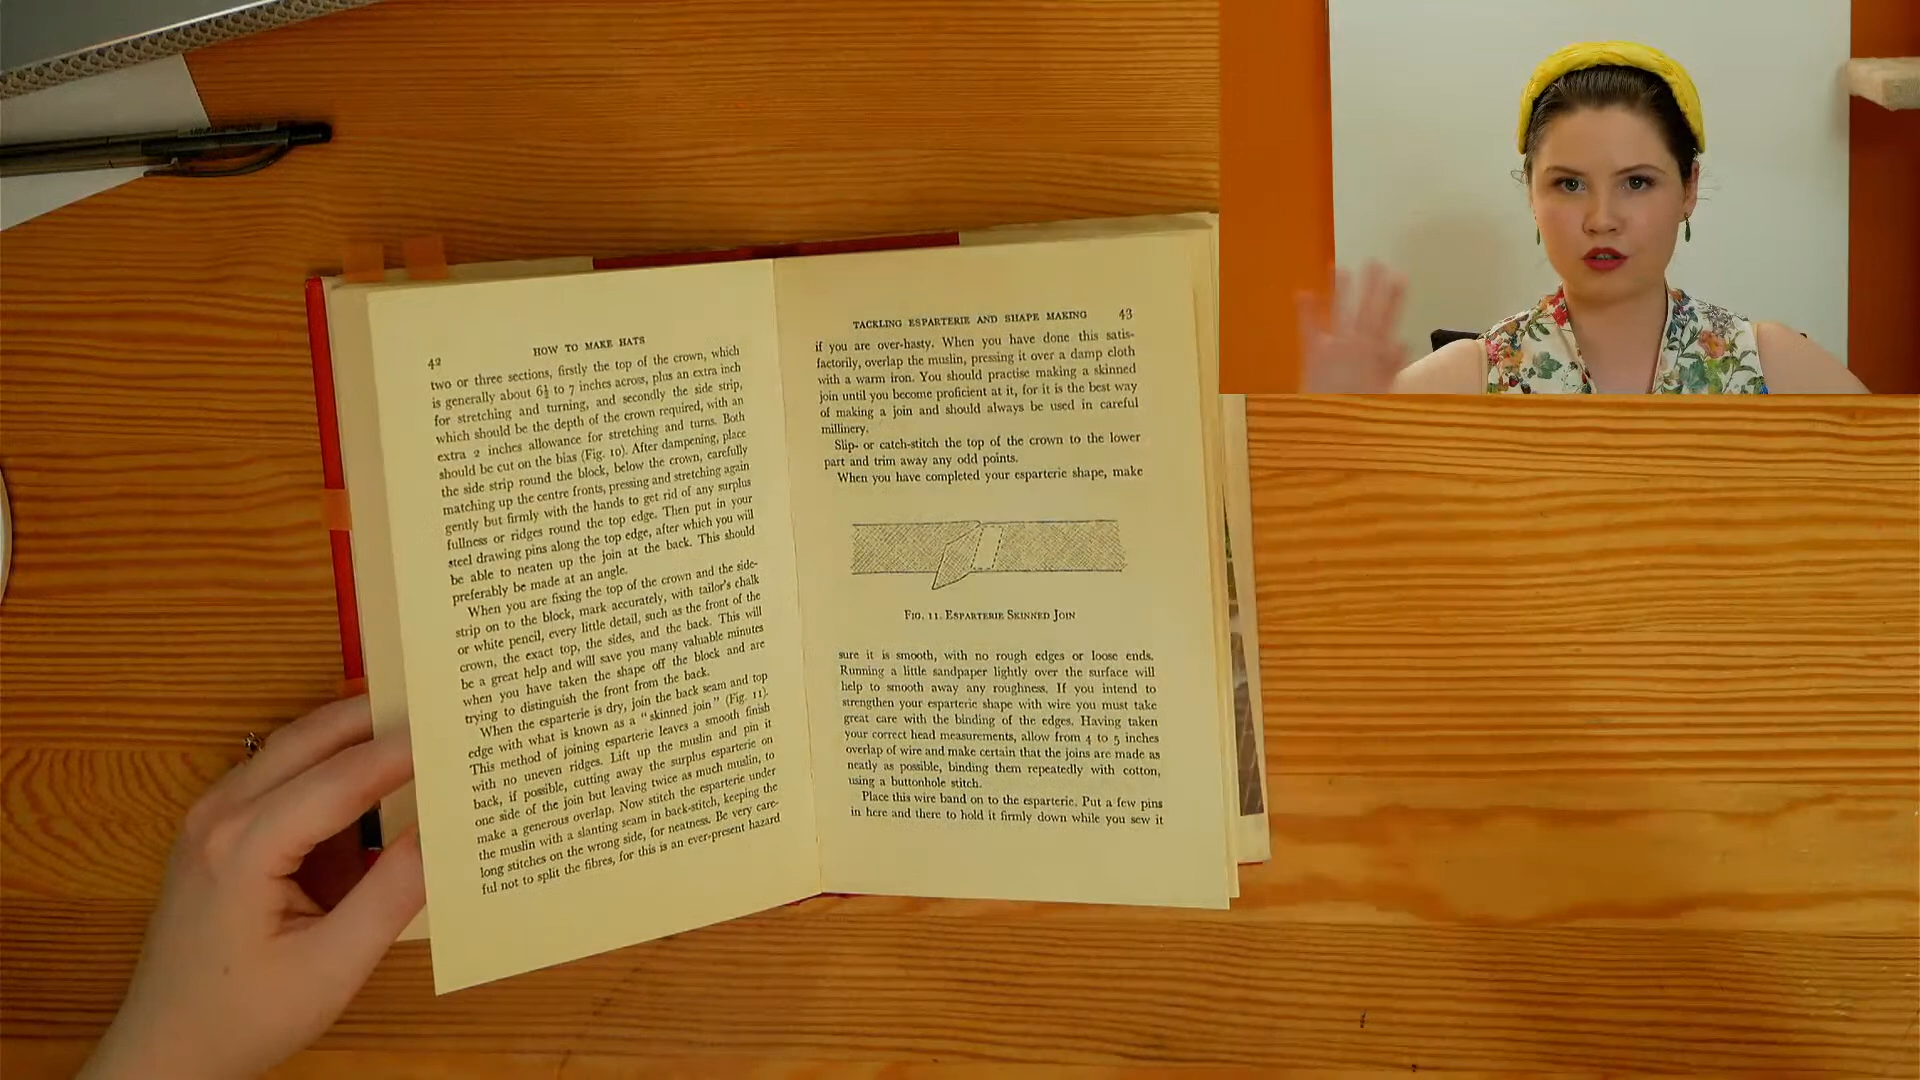 42
HOW TO MAKE HATS
two or three sections, firstly the top of the crown, which
is generally about 6½ to 7 inches across, plus an extra inch
for stretching and turning, and secondly the side strip,
which should be the depth of the crown required, with an
extra 2 inches allowance for stretching and turns. Both
should be cut on the bias (Fig. 10). After dampening, place
the side strip round the block, below the crown, carefully
matching up the centre fronts, pressing and stretching again
gently but firmly with the hands to get rid of any surplus
fullness or ridges round the top edge. Then put in your
steel drawing pins along the top edge, after which you will
be able to neaten up the join at the back. This should
preferably be made at an angle.
When you are fixing the top of the crown and the side-
strip on to the block, mark accurately, with tailor's chalk
or white pencil, every little detail, such as the front of the
crown, the exact top, the sides, and the back. This will
be a great help and will save you many valuable minutes
when you have taken the shape off the block and are
trying to distinguish the front from the back.
When the esparterie is dry, join the back seam and top
edge with what is known as a "skinned join" (Fig. 11).
This method of joining esparterie leaves a smooth finish
with no uneven ridges. Lift up the muslin and pin it
back, if possible, cutting away the surplus esparterie on
one side of the join but leaving twice as much muslin, to
make a generous overlap. Now stitch the esparterie under
the muslin with a slanting seam in back-stitch, keeping the
long stitches on the wrong side, for neatness. Be very care-
ful not to split the fibres, for this is an ever-present hazard
TACKLING ESPARTERIE AND SHAPE MAKING 43
if you are over-hasty. When you have done this satis-
factorily, overlap the muslin, pressing it over a damp cloth
with a warm iron. You should practise making a skinned
join until you become proficient at it, for it is the best way
of making a join and should always be used in careful
millinery.
Slip- or catch-stitch the top of the crown to the lower
part and trim away any odd points.
When you have completed your esparterie shape, make
FIG. 11. ESPARTERIE SKINNED JOIN
sure it is smooth, with no rough edges or loose ends.
Running a little sandpaper lightly over the surface will
help to smooth away any roughness. If you intend to
strengthen your esparterie shape with wire you must take
great care with the binding of the edges. Having taken
your correct head measurements, allow from 4 to 5 inches
overlap of wire and make certain that the joins are made as
neatly as possible, binding them repeatedly with cotton,
using a buttonhole stitch.
Place this wire band on to the esparterie. Put a few pins
in here and there to hold it firmly down while you sew it